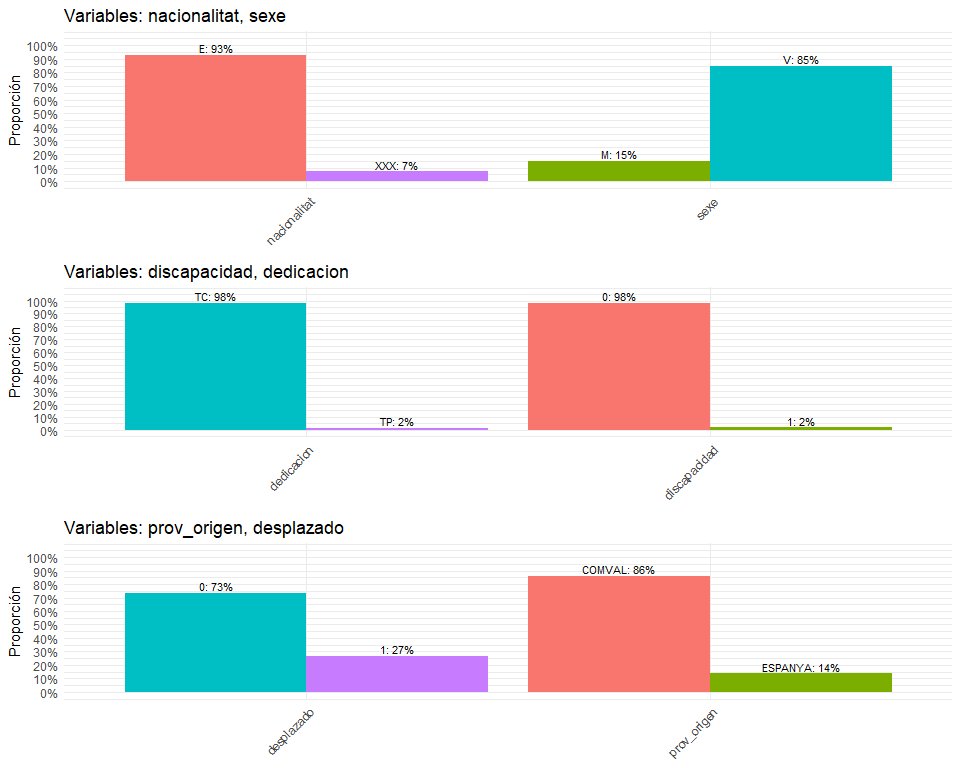 Variables: nacionalitat, sexe
Proporción
100%
90%
80%
70%
60%
50%
40%
30%
20%
10%
0%
E: 93%
XXX: 7%
M: 15%
V: 85%
nacionalitat
sexe
Variables: discapacidad, dedicacion
Proporción
100%
90%
80%
70%
60%
50%
40%
30%
20%
10%
0%
TC: 98%
TP: 2%
0: 98%
1: 2%
dedicacion
discapacidad
Variables: prov_origen, desplazado
Proporción
100%
90%
80%
70%
60%
50%
40%
30%
20%
10%
0%
0: 73%
1: 27%
COMVAL: 86%
ESPANYA: 14%
desplazado
prov_origen